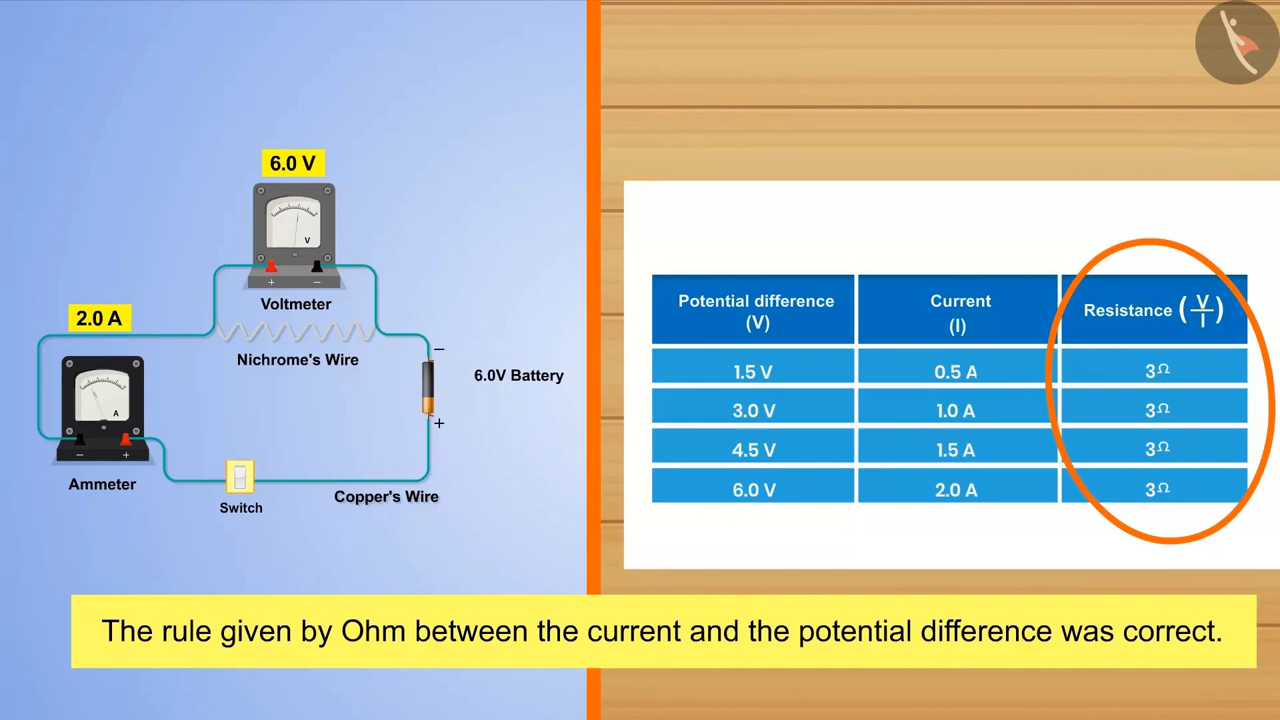 6.0 V
V
+ −
Voltmeter
2.0 A
Nichrome's Wire
−
6.0V Battery
+
A
− +
Ammeter
Switch
Copper's Wire
Potential difference (V) Current (I) Resistance (V/I)
1.5 V 0.5 A 3Ω
3.0 V 1.0 A 3Ω
4.5 V 1.5 A 3Ω
6.0 V 2.0 A 3Ω
The rule given by Ohm between the current and the potential difference was correct.